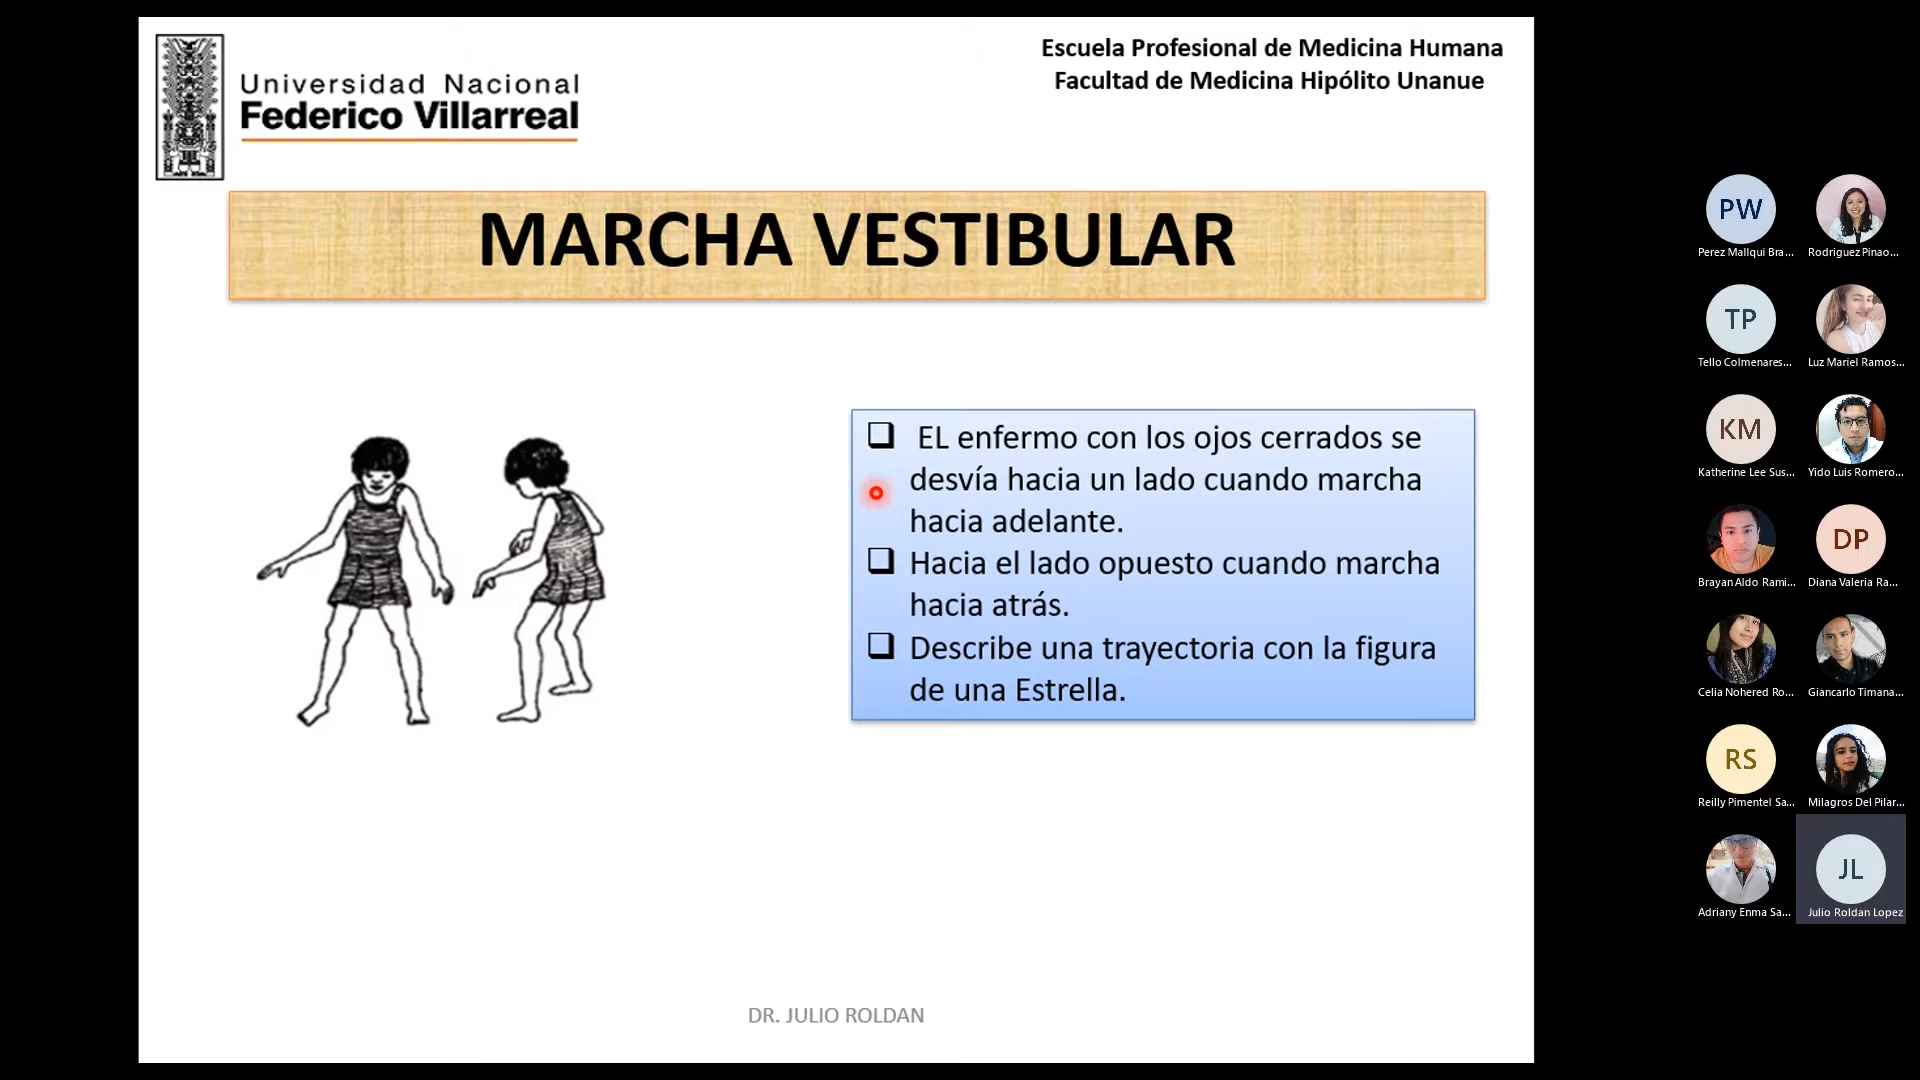 Universidad Nacional
Federico Villarreal
Escuela Profesional de Medicina Humana
Facultad de Medicina Hipólito Unanue
MARCHA VESTIBULAR
EL enfermo con los ojos cerrados se
desvía hacia un lado cuando marcha
hacia adelante.
Hacia el lado opuesto cuando marcha
hacia atrás.
Describe una trayectoria con la figura
de una Estrella.
DR. JULIO ROLDAN
PW
Perez Mallqui Bra...
Rodriguez Pinao...
TP
Tello Colmenares...
Luz Mariel Ramos...
KM
Katherine Lee Sus...
Yido Luis Romero...
Brayan Aldo Rami...
DP
Diana Valeria Ra...
Celia Nohered Ro...
Giancarlo Timana...
RS
Reilly Pimentel Sa...
Milagros Del Pilar...
Adriany Enma Sa...
JL
Julio Roldan Lopez